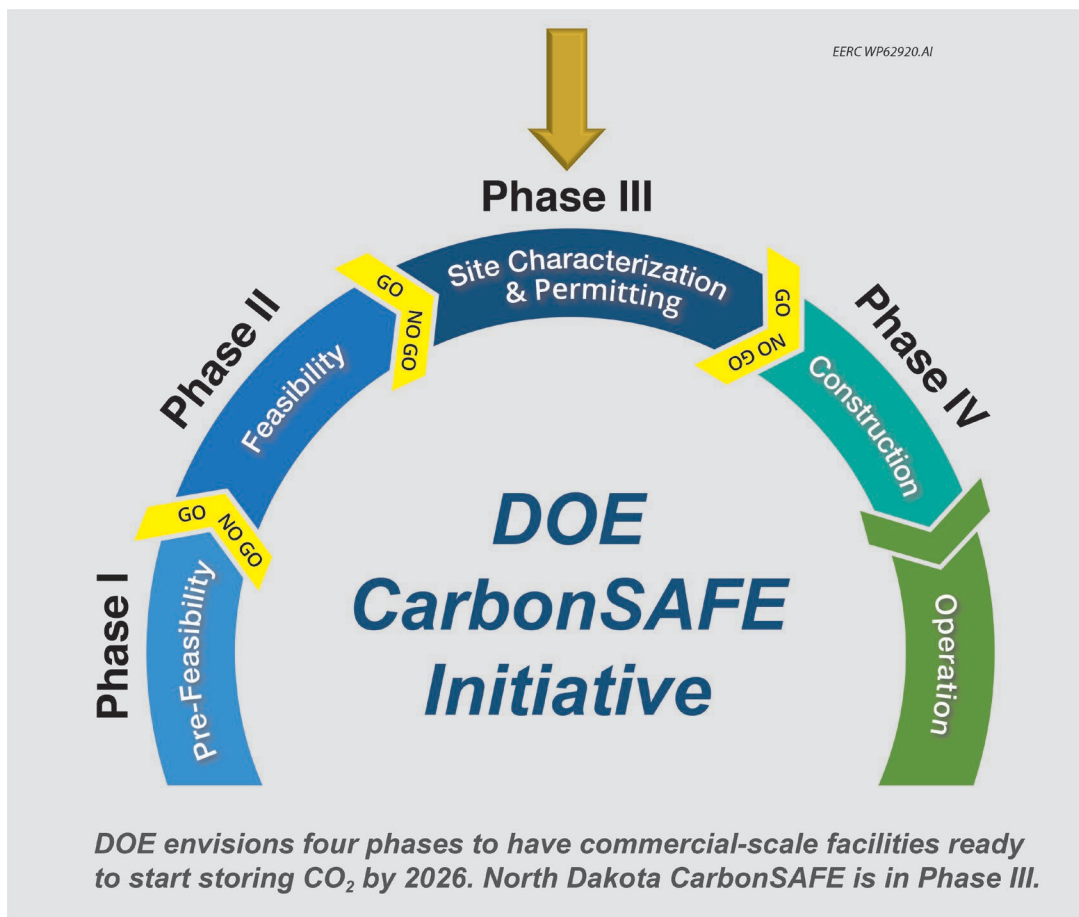 EERC WP62920.AI
Phase III
Site Characterization
& Permitting
GO
NO GO
GO
NO GO
Phase II
Feasibility
Phase IV
Construction
GO
NO GO
Phase I
Pre-Feasibility
Operation
DOE
CarbonSAFE
Initiative
DOE envisions four phases to have commercial-scale facilities ready
to start storing CO₂ by 2026. North Dakota CarbonSAFE is in Phase III.